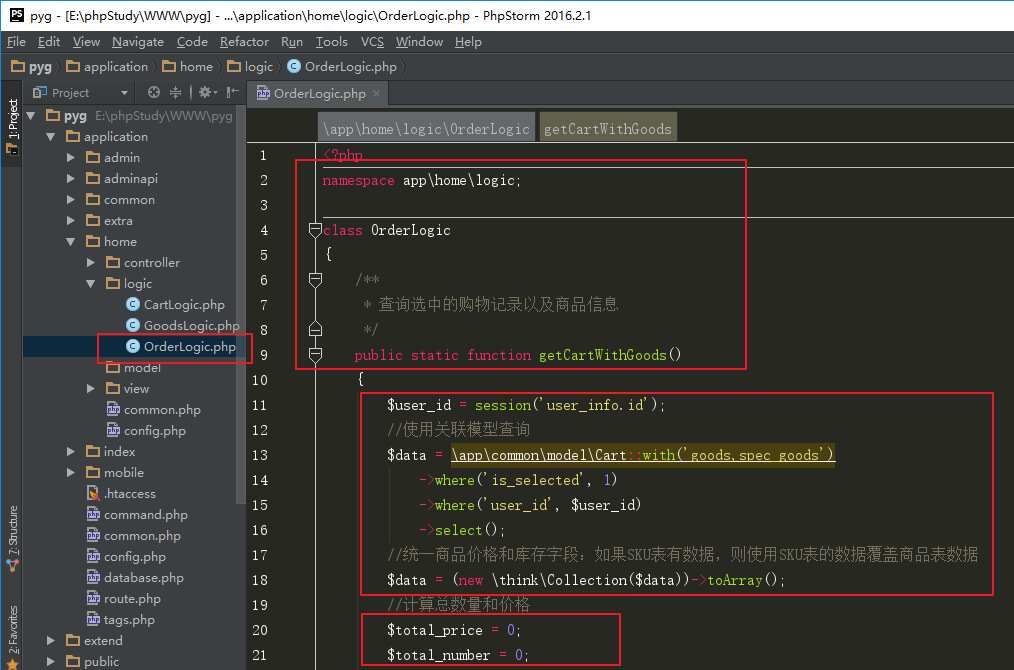 pyg - [E:\phpStudy\WWW\pyg] - ...\application\home\logic\OrderLogic.php - PhpStorm 2016.2.1
File Edit View Navigate Code Refactor Run Tools VCS Window Help
pyg application home logic OrderLogic.php
1: Project
7: Structure
2: Favorites
Project
pyg E:\phpStudy\WWW\pyg
application
admin
adminapi
common
extra
home
controller
logic
CartLogic.php
GoodsLogic.php
OrderLogic.php
model
view
common.php
config.php
index
mobile
.htaccess
command.php
common.php
config.php
database.php
route.php
tags.php
extend
public
OrderLogic.php
\app\home\logic\OrderLogic getCartWithGoods
1 <?php
2 namespace app\home\logic;
3
4 class OrderLogic
5 {
6 /**
7 * 查询选中的购物记录以及商品信息
8 */
9 public static function getCartWithGoods()
10 {
11 $user_id = session('user_info.id');
12 //使用关联模型查询
13 $data = \app\common\model\Cart::with('goods,spec_goods')
14 ->where('is_selected', 1)
15 ->where('user_id', $user_id)
16 ->select();
17 //统一商品价格和库存字段：如果SKU表有数据，则使用SKU表的数据覆盖商品表数据
18 $data = (new \think\Collection($data))->toArray();
19 //计算总数量和价格
20 $total_price = 0;
21 $total_number = 0;